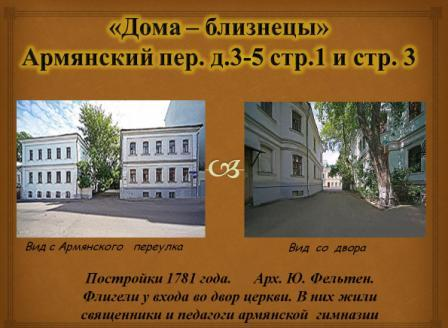 «Дома – близнецы»
Армянский пер. д.3-5 стр.1 и стр. 3
Вид с Армянского переулка
Вид со двора
Постройки 1781 года. Арх. Ю. Фельтен.
Флигели у входа во двор церкви. В них жили
священники и педагоги армянской гимназии